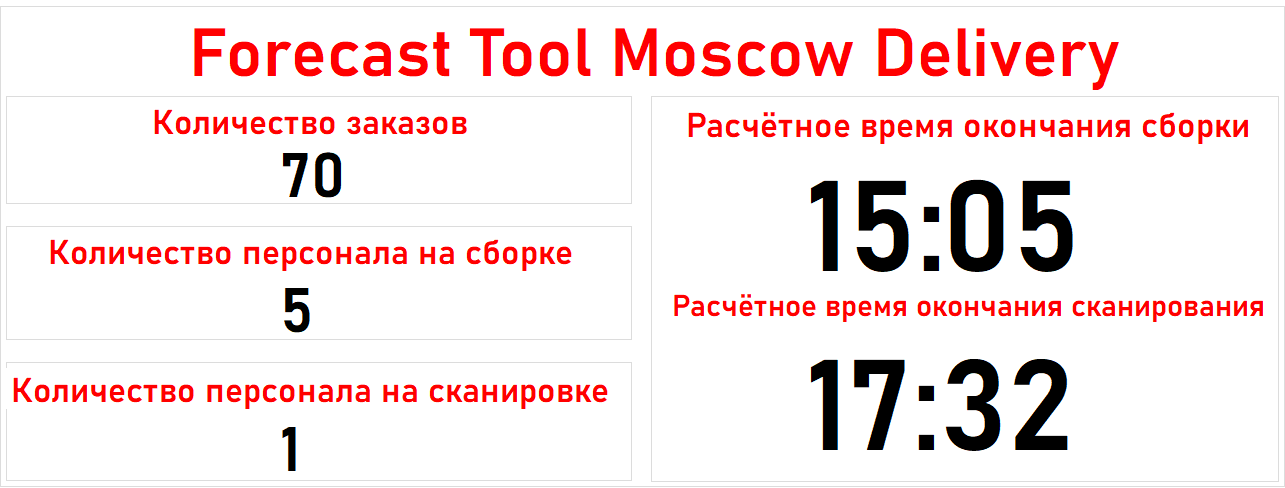 Forecast Tool Moscow Delivery
Количество заказов
70
Количество персонала на сборке
5
Количество персонала на сканировке
1
Расчётное время окончания сборки
15:05
Расчётное время окончания сканирования
17:32